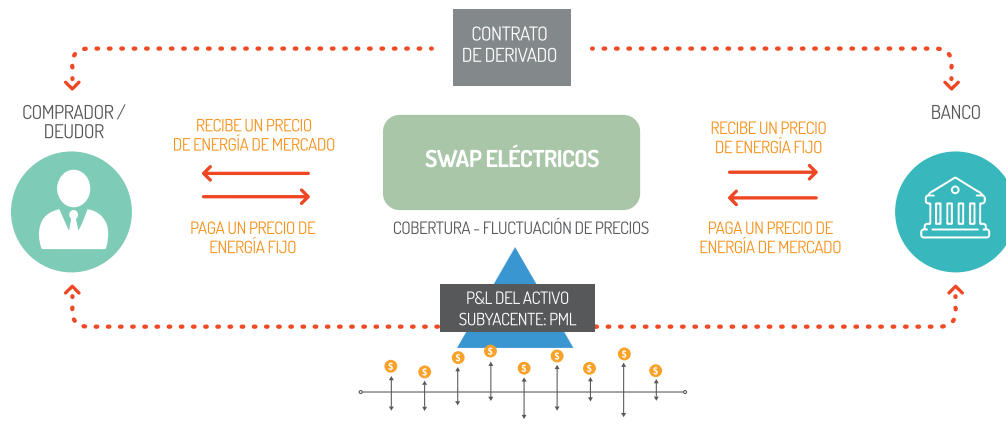 CONTRATO
DE DERIVADO
COMPRADOR /
DEUDOR
BANCO
RECIBE UN PRECIO
DE ENERGÍA DE MERCADO
SWAP ELÉCTRICOS
RECIBE UN PRECIO
DE ENERGÍA FIJO
PAGA UN PRECIO DE
ENERGÍA FIJO
COBERTURA - FLUCTUACIÓN DE PRECIOS
PAGA UN PRECIO DE
ENERGÍA DE MERCADO
P&L DEL ACTIVO
SUBYACENTE: PML
$ $ $ $ $ $ $ $ $